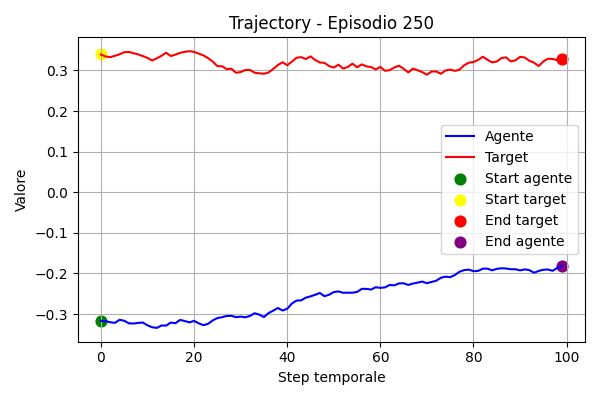 Trajectory - Episodio 250
Valore
0.3
0.2
0.1
0.0
−0.1
−0.2
−0.3
Agente
Target
Start agente
Start target
End target
End agente
0 20 40 60 80 100
Step temporale